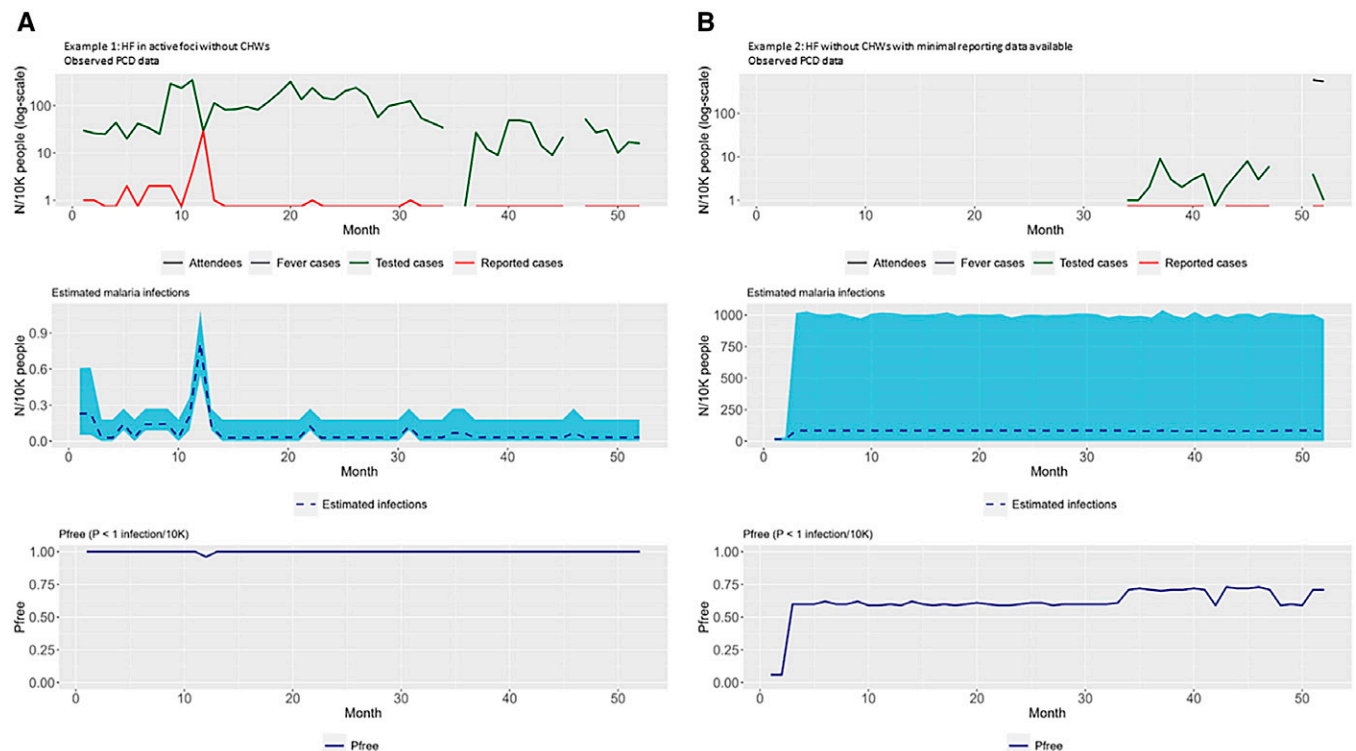 A
Example 1: HF in active foci without CHWs
Observed PCD data
N/10K people (log-scale)
100
10
1
0
10
20
30
40
50
Month
Attendees
Fever cases
Tested cases
Reported cases
Estimated malaria infections
N/10K people
0.9
0.6
0.3
0.0
0
10
20
30
40
50
Month
Estimated infections
Pfree (P < 1 infection/10K)
Pfree
1.00
0.75
0.50
0.25
0.00
0
10
20
30
40
50
Month
Pfree
B
Example 2: HF without CHWs with minimal reporting data available
Observed PCD data
N/10K people (log-scale)
100
10
1
0
10
20
30
40
50
Month
Attendees
Fever cases
Tested cases
Reported cases
Estimated malaria infections
N/10K people
1000
750
500
250
0
0
10
20
30
40
50
Month
Estimated infections
Pfree (P < 1 infection/10K)
Pfree
1.00
0.75
0.50
0.25
0.00
0
10
20
30
40
50
Month
Pfree